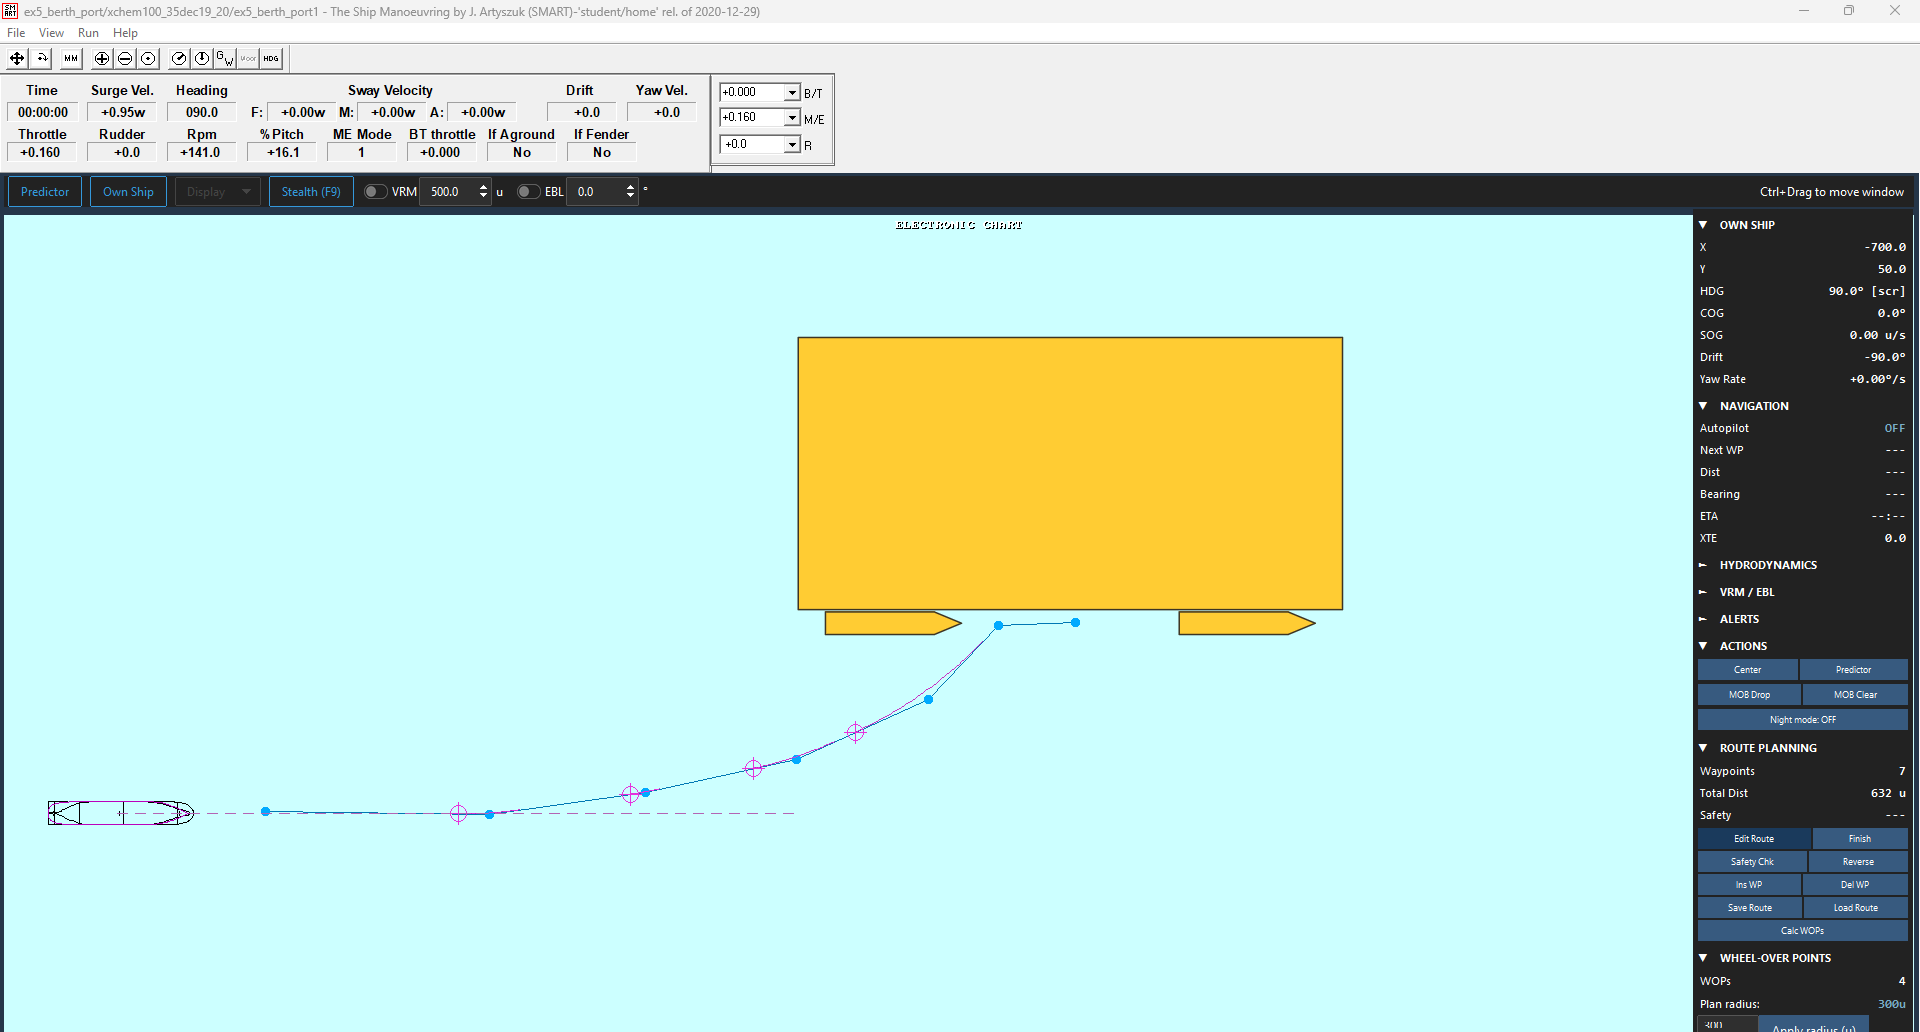 ex5_berth_port/xchem100_35dec19_20/ex5_berth_port1 - The Ship Manoeuvring by J. Artyszuk (SMART)-'student/home' rel. of 2020-12-29)
File View Run Help
MM G W Moor HDG
Time Surge Vel. Heading Sway Velocity Drift Yaw Vel.
00:00:00 +0.95w 090.0 F: +0.00w M: +0.00w A: +0.00w +0.0 +0.0
Throttle Rudder Rpm %Pitch ME Mode BT throttle If Aground If Fender
+0.160 +0.0 +141.0 +16.1 1 +0.000 No No
+0.000 B/T
+0.160 M/E
+0.0 R
Predictor Own Ship Display Stealth (F9) VRM 500.0 u EBL 0.0 ° Ctrl+Drag to move window
ELECTRONIC CHART
OWN SHIP
X -700.0
Y 50.0
HDG 90.0° [scr]
COG 0.0°
SOG 0.00 u/s
Drift -90.0°
Yaw Rate +0.00°/s
NAVIGATION
Autopilot OFF
Next WP ---
Dist ---
Bearing ---
ETA --:--
XTE 0.0
HYDRODYNAMICS
VRM / EBL
ALERTS
ACTIONS
Center Predictor
MOB Drop MOB Clear
Night mode: OFF
ROUTE PLANNING
Waypoints 7
Total Dist 632 u
Safety ---
Edit Route Finish
Safety Chk Reverse
Ins WP Del WP
Save Route Load Route
Calc WOPs
WHEEL-OVER POINTS
WOPs 4
Plan radius: 300u
300 Apply radius (u)